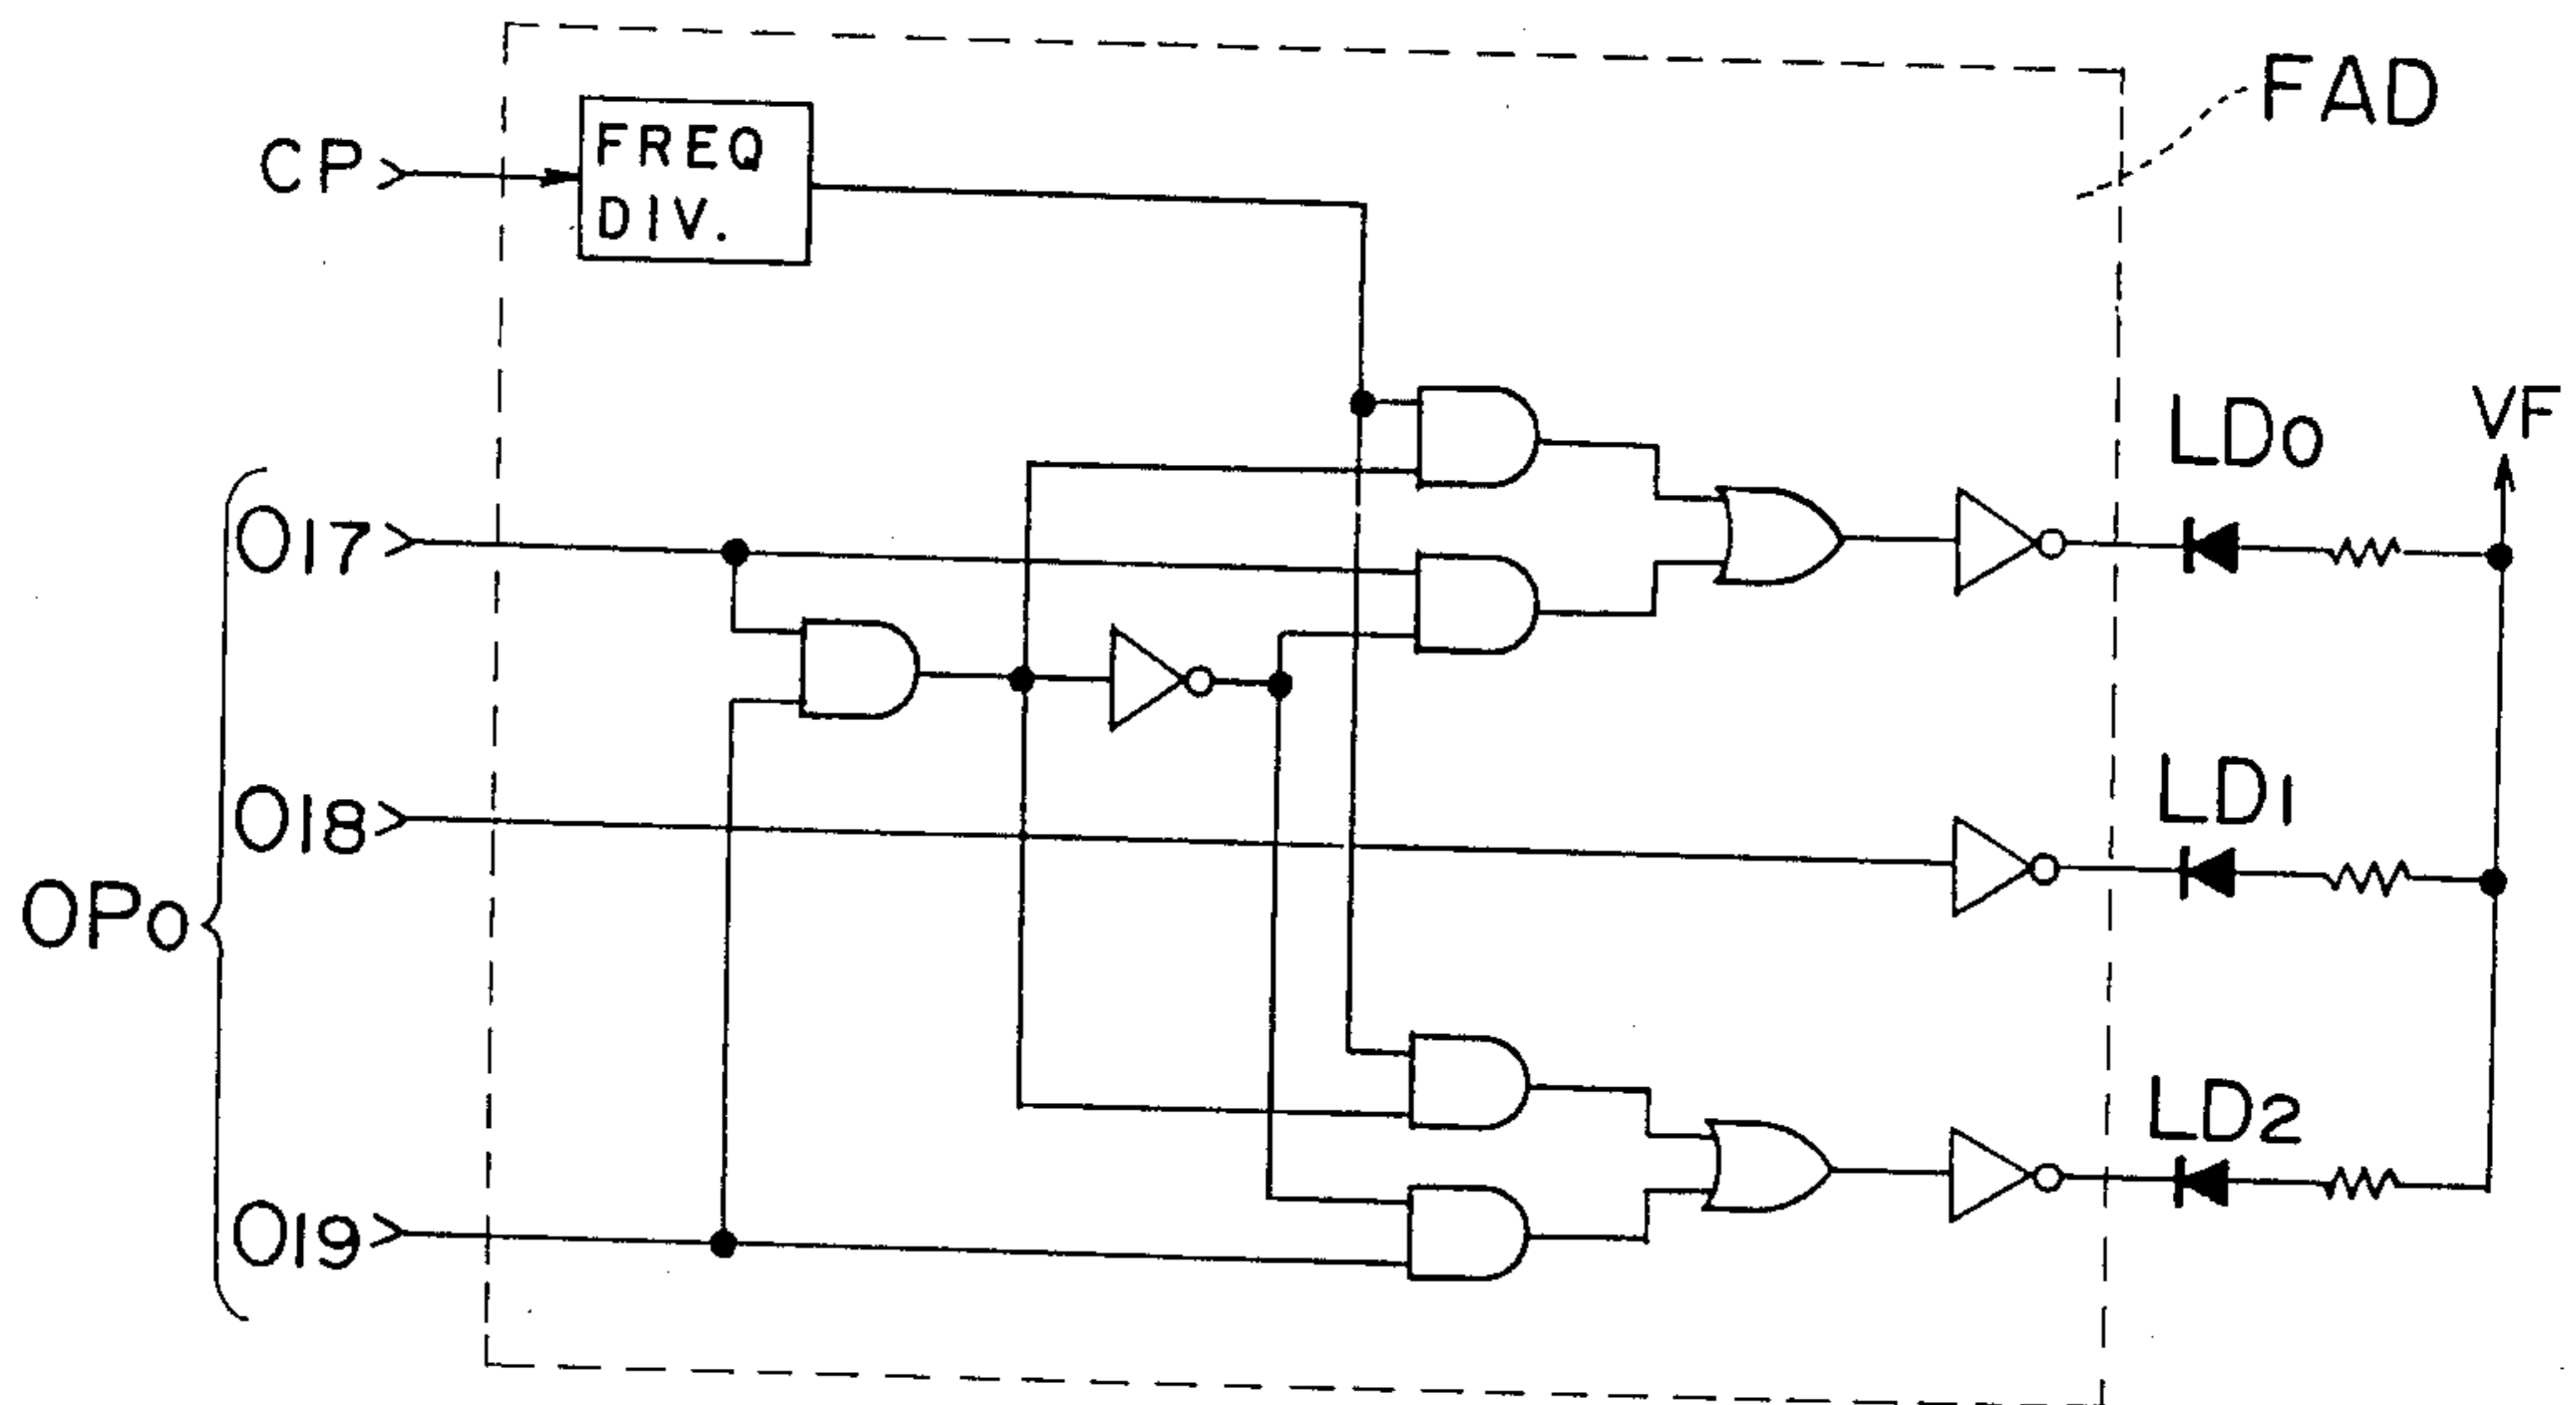 FAD
CP
FREQ
DIV.
VF
LD0
O17
LD1
O18
OP0
LD2
O19